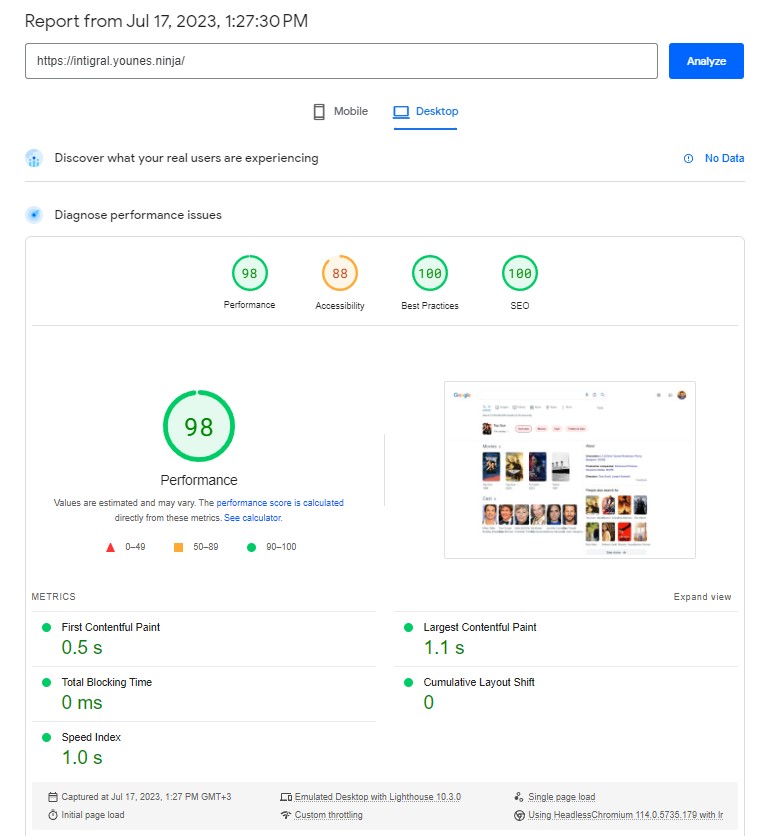 Report from Jul 17, 2023, 1:27:30 PM
https://intigral.younes.ninja/
Analyze
Mobile
Desktop
Discover what your real users are experiencing
No Data
Diagnose performance issues
98
88
100
100
Performance
Accessibility
Best Practices
SEO
98
Performance
Values are estimated and may vary. The performance score is calculated
directly from these metrics. See calculator.
0–49
50–89
90–100
Google
Movies
Cast
People also search for
See more
METRICS
Expand view
First Contentful Paint
0.5 s
Largest Contentful Paint
1.1 s
Total Blocking Time
0 ms
Cumulative Layout Shift
0
Speed Index
1.0 s
Captured at Jul 17, 2023, 1:27 PM GMT+3
Emulated Desktop with Lighthouse 10.3.0
Single page load
Initial page load
Custom throttling
Using HeadlessChromium 114.0.5735.179 with lr